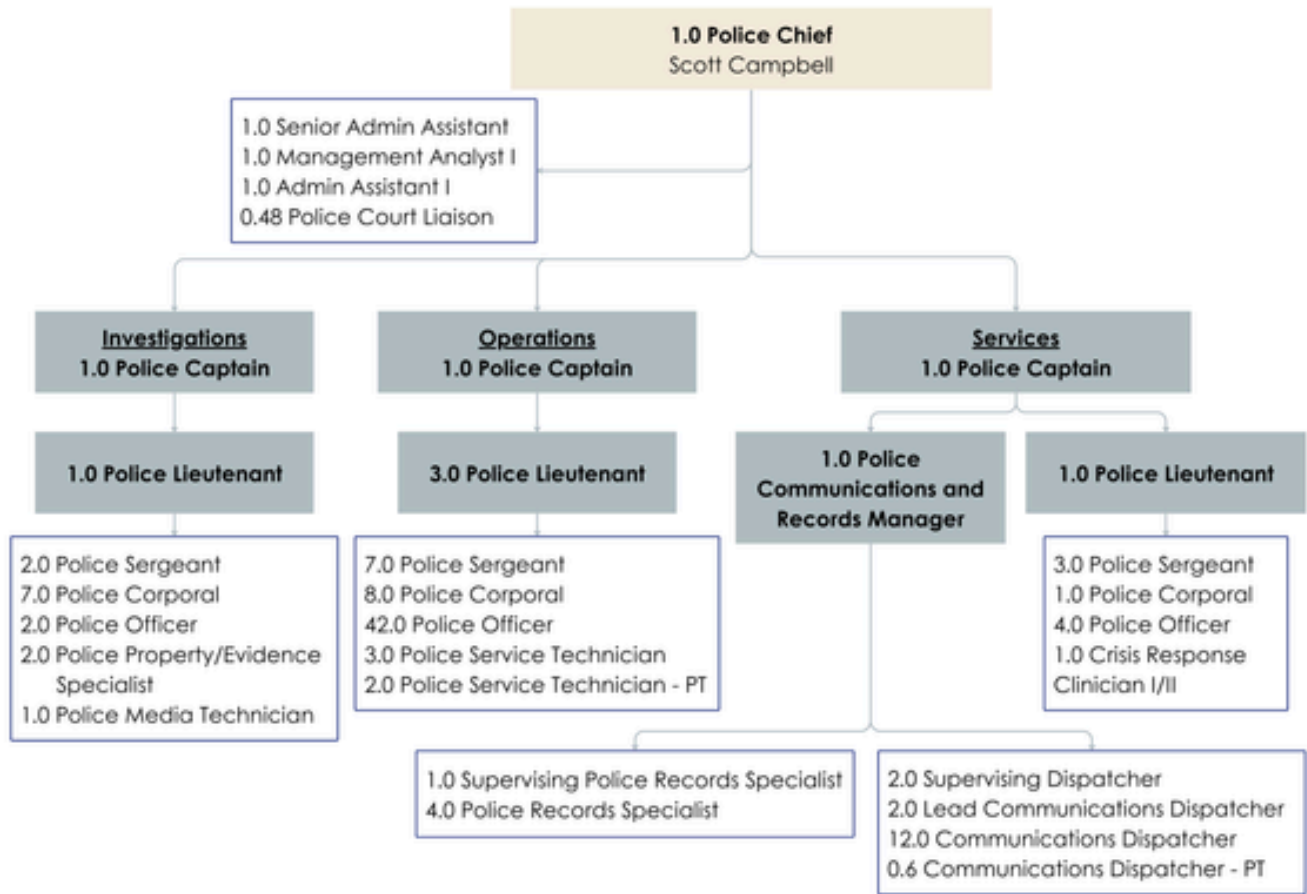 1.0 Police Chief
Scott Campbell
1.0 Senior Admin Assistant
1.0 Management Analyst I
1.0 Admin Assistant I
0.48 Police Court Liaison
Investigations
1.0 Police Captain
Operations
1.0 Police Captain
Services
1.0 Police Captain
1.0 Police Lieutenant
3.0 Police Lieutenant
1.0 Police
Communications and
Records Manager
1.0 Police Lieutenant
2.0 Police Sergeant
7.0 Police Corporal
2.0 Police Officer
2.0 Police Property/Evidence
Specialist
1.0 Police Media Technician
7.0 Police Sergeant
8.0 Police Corporal
42.0 Police Officer
3.0 Police Service Technician
2.0 Police Service Technician - PT
3.0 Police Sergeant
1.0 Police Corporal
4.0 Police Officer
1.0 Crisis Response
Clinician I/II
1.0 Supervising Police Records Specialist
4.0 Police Records Specialist
2.0 Supervising Dispatcher
2.0 Lead Communications Dispatcher
12.0 Communications Dispatcher
0.6 Communications Dispatcher - PT